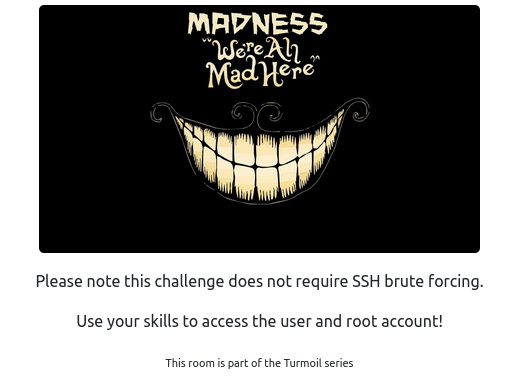 MADNESS
"We're All
Mad Here"
Please note this challenge does not require SSH brute forcing.
Use your skills to access the user and root account!
This room is part of the Turmoil series